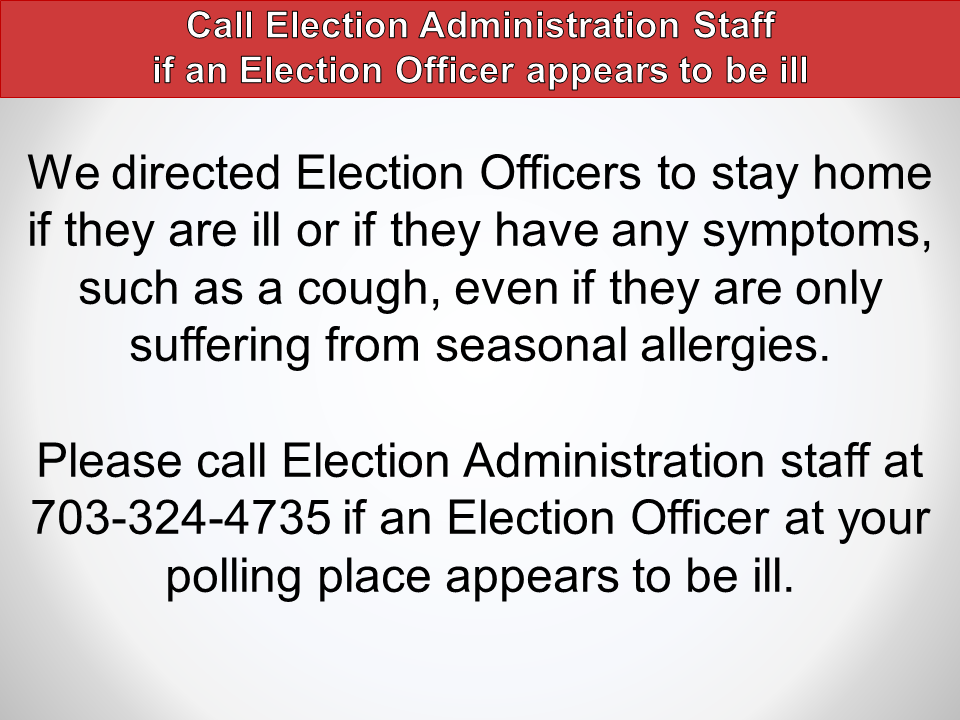 Call Election Administration Staff
if an Election Officer appears to be ill
We directed Election Officers to stay home
if they are ill or if they have any symptoms,
such as a cough, even if they are only
suffering from seasonal allergies.
Please call Election Administration staff at
703-324-4735 if an Election Officer at your
polling place appears to be ill.